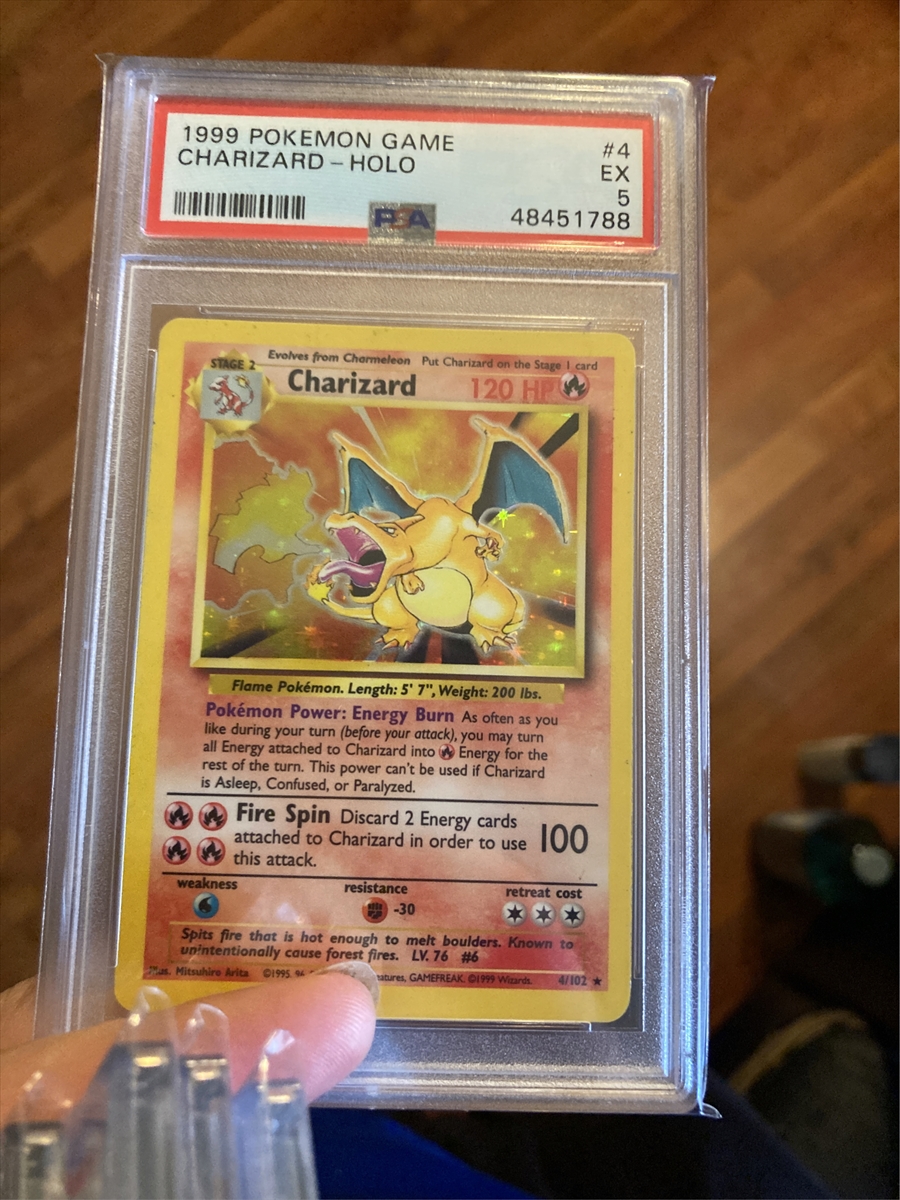 1999 POKEMON GAME #4
CHARIZARD - HOLO EX
5
PSA 48451788
STAGE 2 Evolves from Charmeleon Put Charizard on the Stage 1 card
Charizard 120 HP
Flame Pokémon. Length: 5' 7", Weight: 200 lbs.
Pokémon Power: Energy Burn As often as you
like during your turn (before your attack), you may turn
all Energy attached to Charizard into Energy for the
rest of the turn. This power can't be used if Charizard
is Asleep, Confused, or Paralyzed.
Fire Spin Discard 2 Energy cards
attached to Charizard in order to use 100
this attack.
weakness resistance retreat cost
-30
Spits fire that is hot enough to melt boulders. Known to
unintentionally cause forest fires. LV. 76 #6
Illus. Mitsuhiro Arita ©1995, 96, GAMEFREAK. ©1999 Wizards. 4/102 ★